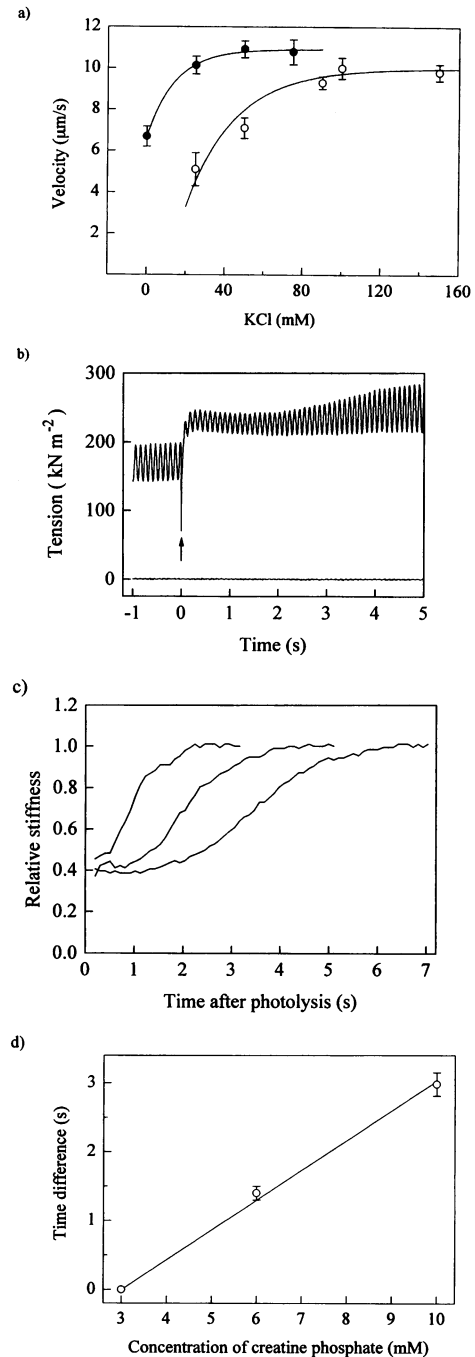 a)
12
10
8
6
4
2
Velocity (μm/s)
0 40 80 120 160
KCl (mM)
b)
300
200
100
0
Tension ( kN m⁻²)
-1 0 1 2 3 4 5
Time (s)
c)
1.2
1.0
0.8
0.6
0.4
0.2
0.0
Relative stiffness
0 1 2 3 4 5 6 7
Time after photolysis (s)
d)
3
2
1
0
Time difference (s)
3 4 5 6 7 8 9 10
Concentration of creatine phosphate (mM)